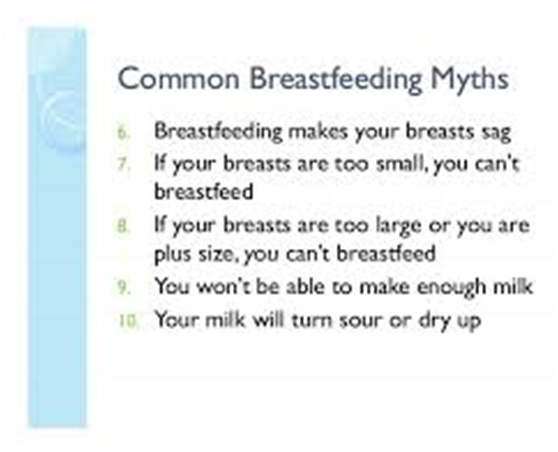 Common Breastfeeding Myths
6. Breastfeeding makes your breasts sag
7. If your breasts are too small, you can't
breastfeed
8. If your breasts are too large or you are
plus size, you can't breastfeed
9. You won't be able to make enough milk
10. Your milk will turn sour or dry up